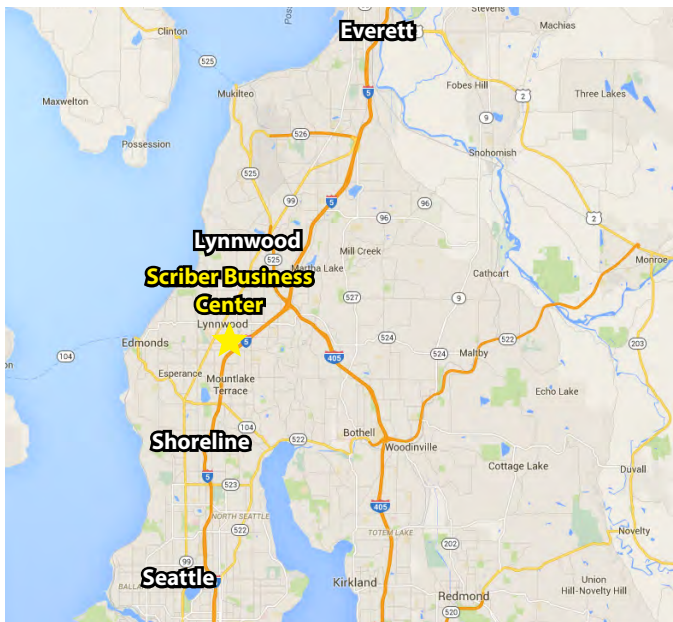 Stevens
Machias
Poss
Everett
Clinton
525
5
Mukilteo
Fobes Hill
2
Three Lakes
Maxwelton
9
526
Possession
Snohomish
525
99
5
96
96
2
Lynnwood
Mill Creek
525
Martha Lake
Monroe
Scriber Business
Center
Cathcart
527
9
Lynnwood
524
522
Edmonds
5
203
104
405
524
Maltby
Esperance
Mountlake
Terrace
Echo Lake
104
Bothell
Shoreline
522
Woodinville
Cottage Lake
Duvall
5
523
405
NORTH SEATTLE
522
TOTEM LAKE
202
Novelty
99
Seattle
BALLA
Kirkland
Union
Hill-Novelty Hill
Redmond
520